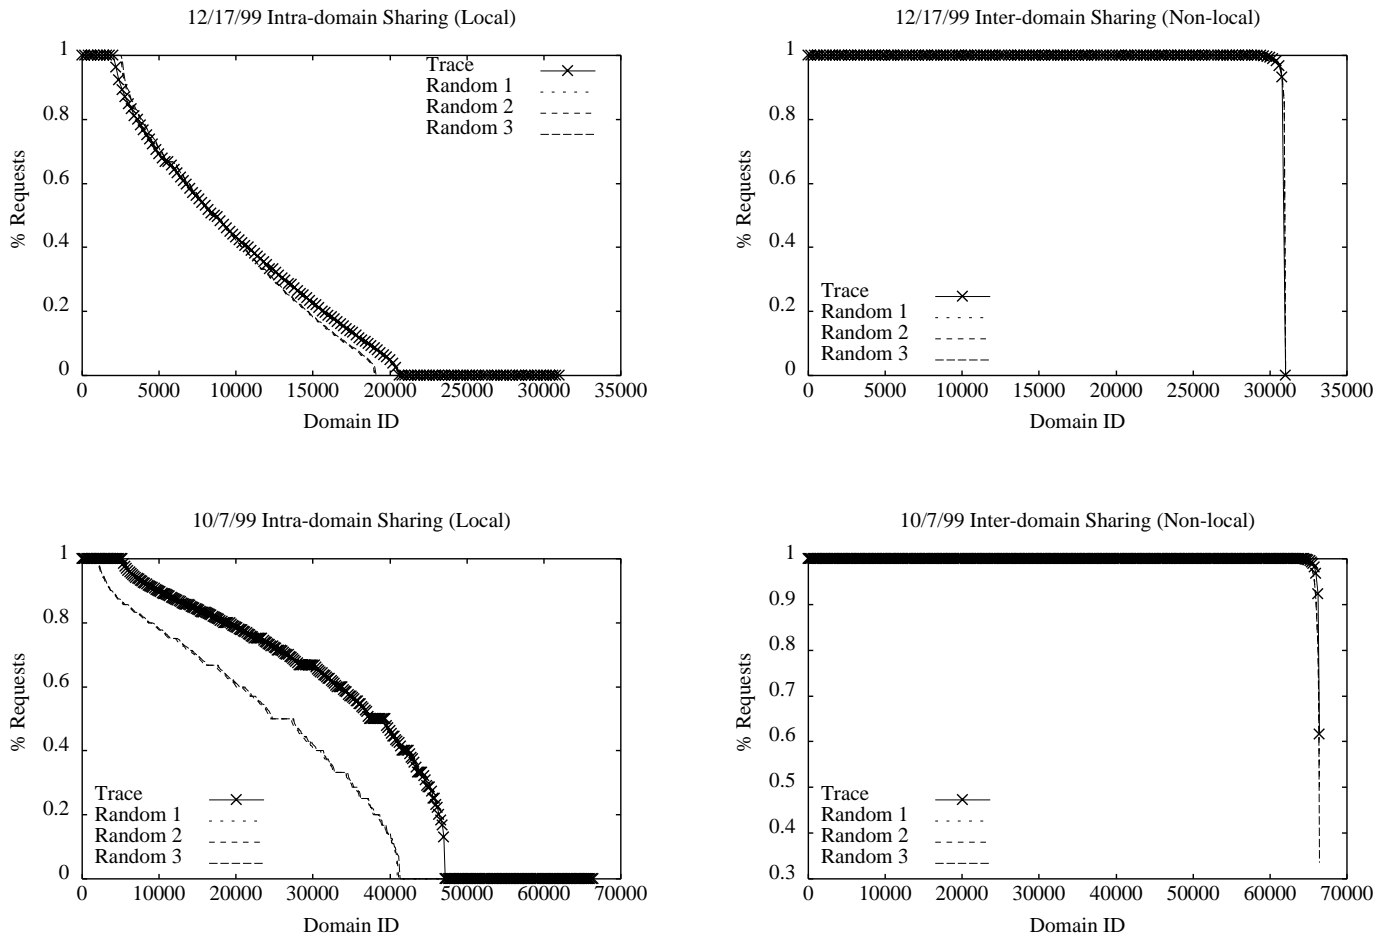 12/17/99 Intra-domain Sharing (Local)
1
0.8
0.6
0.4
0.2
0
% Requests
Trace
Random 1
Random 2
Random 3
0 5000 10000 15000 20000 25000 30000 35000
Domain ID
12/17/99 Inter-domain Sharing (Non-local)
1
0.8
0.6
0.4
0.2
0
% Requests
Trace
Random 1
Random 2
Random 3
0 5000 10000 15000 20000 25000 30000 35000
Domain ID
10/7/99 Intra-domain Sharing (Local)
1
0.8
0.6
0.4
0.2
0
% Requests
Trace
Random 1
Random 2
Random 3
0 10000 20000 30000 40000 50000 60000 70000
Domain ID
10/7/99 Inter-domain Sharing (Non-local)
1
0.9
0.8
0.7
0.6
0.5
0.4
0.3
% Requests
Trace
Random 1
Random 2
Random 3
0 10000 20000 30000 40000 50000 60000 70000
Domain ID